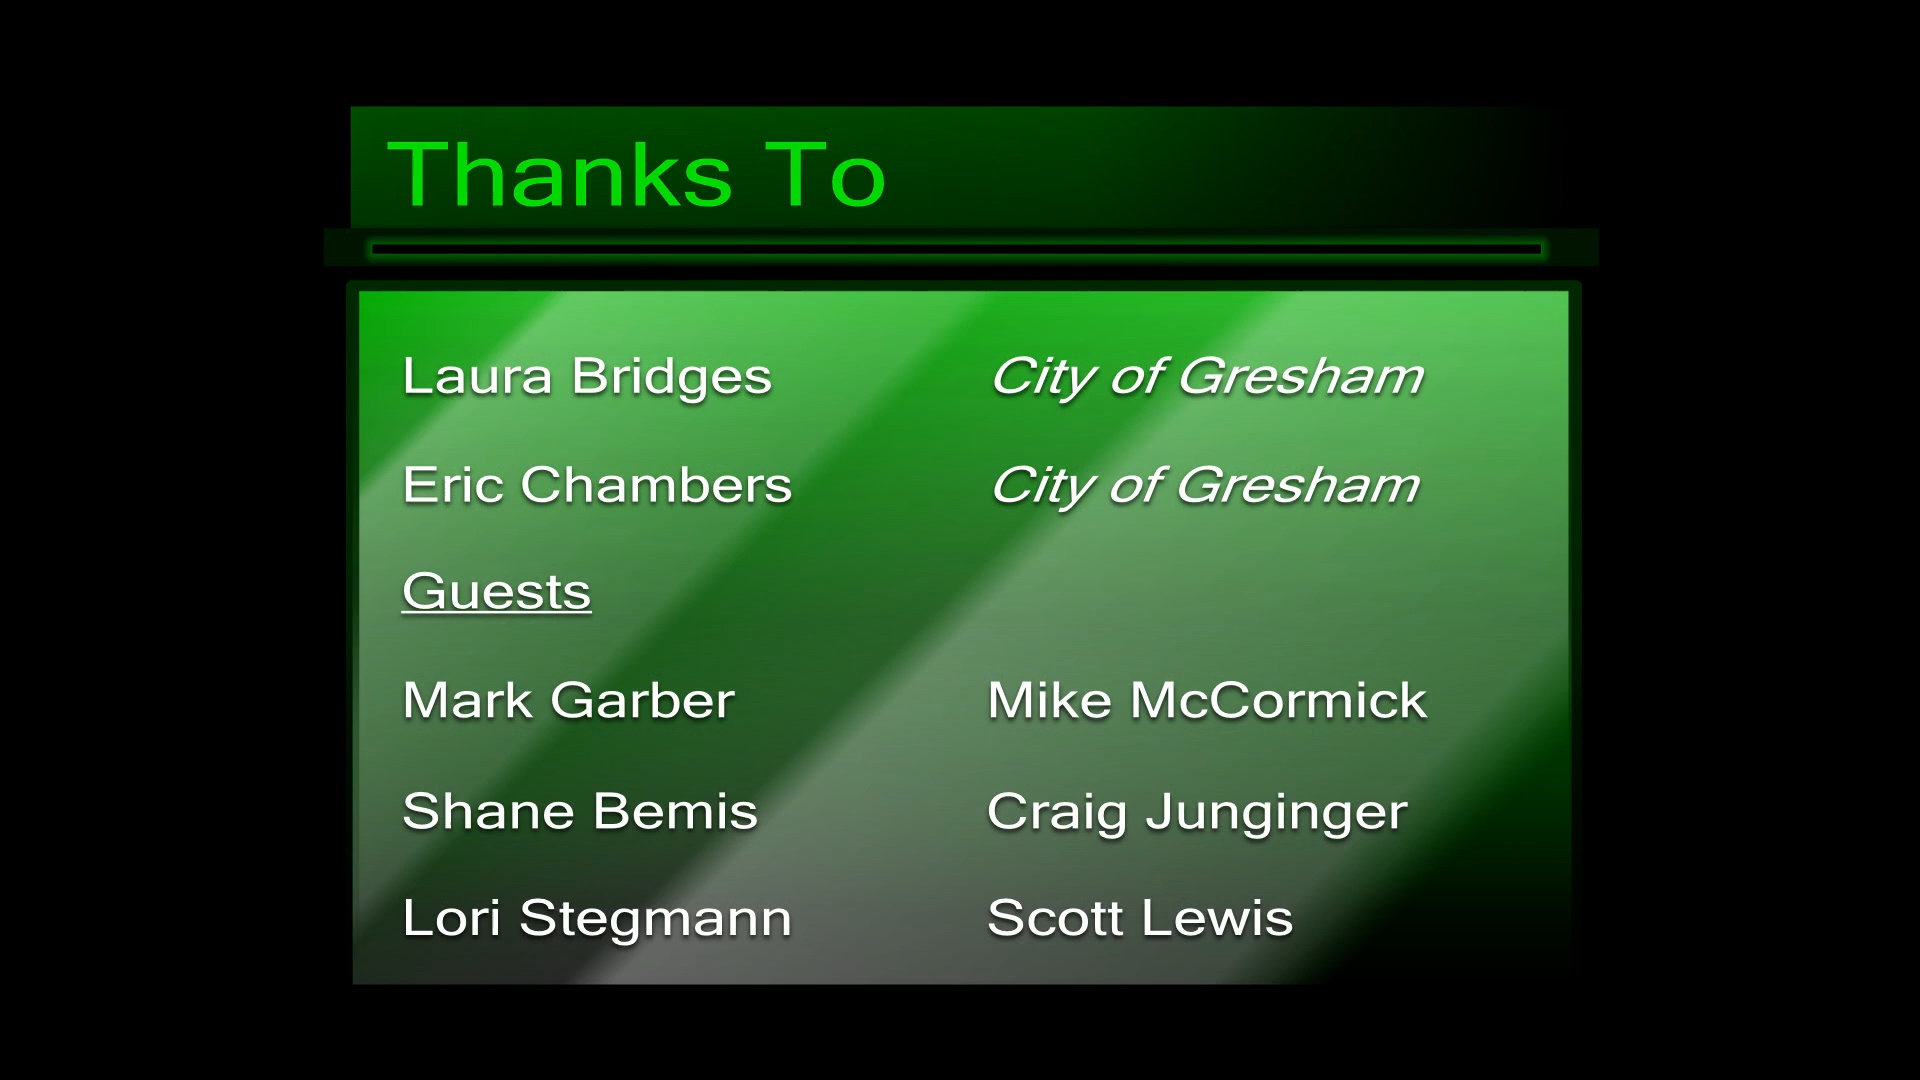 Thanks To
Laura Bridges City of Gresham
Eric Chambers City of Gresham
Guests
Mark Garber Mike McCormick
Shane Bemis Craig Junginger
Lori Stegmann Scott Lewis